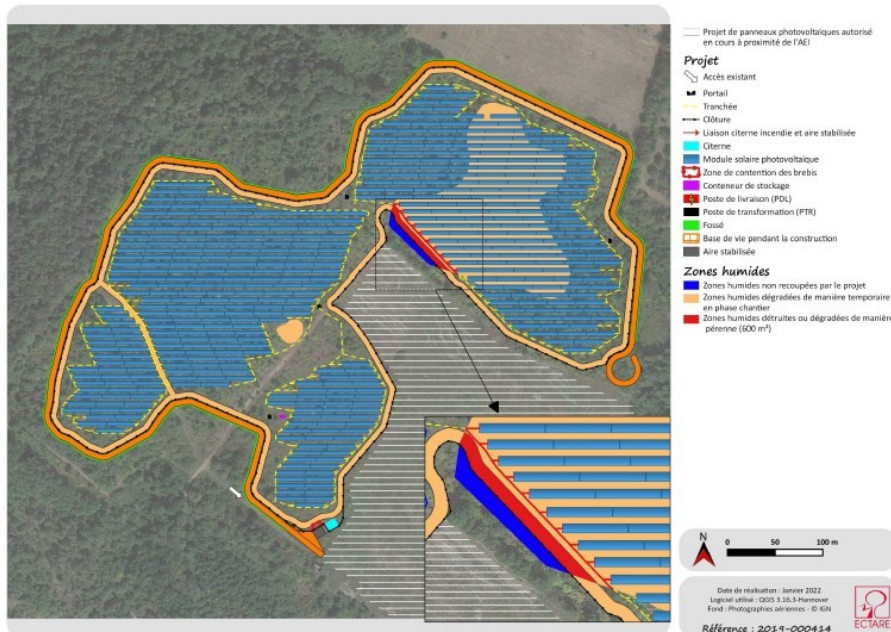 Projet de panneaux photovoltaïques autorisé
en cours à proximité de l'AEI
Projet
Accès existant
Portail
Tranchée
Clôture
Liaison citerne incendie et aire stabilisée
Citerne
Module solaire photovoltaïque
Zone de contention des brebis
Conteneur de stockage
Poste de livraison (PDL)
Poste de transformation (PTR)
Fossé
Base de vie pendant la construction
Aire stabilisée
Zones humides
Zones humides non recoupées par le projet
Zones humides dégradées de manière temporaire
en phase chantier
Zones humides détruites ou dégradées de manière
pérenne (600 m²)
N
0 50 100 m
Date de réalisation : Janvier 2022
Logiciel utilisé : QGIS 3.16.3-Hannover
Fond : Photographies aériennes - © IGN
Référence : 2019-000414
ECTARE